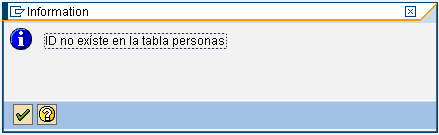 Information
ID no existe en la tabla personas